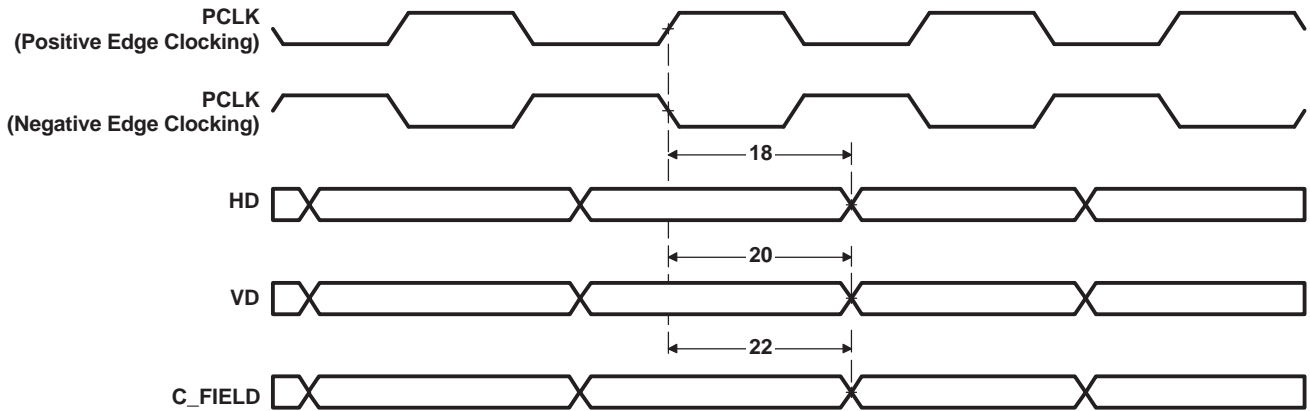 PCLK
(Positive Edge Clocking)
PCLK
(Negative Edge Clocking)
18
HD
20
VD
22
C_FIELD